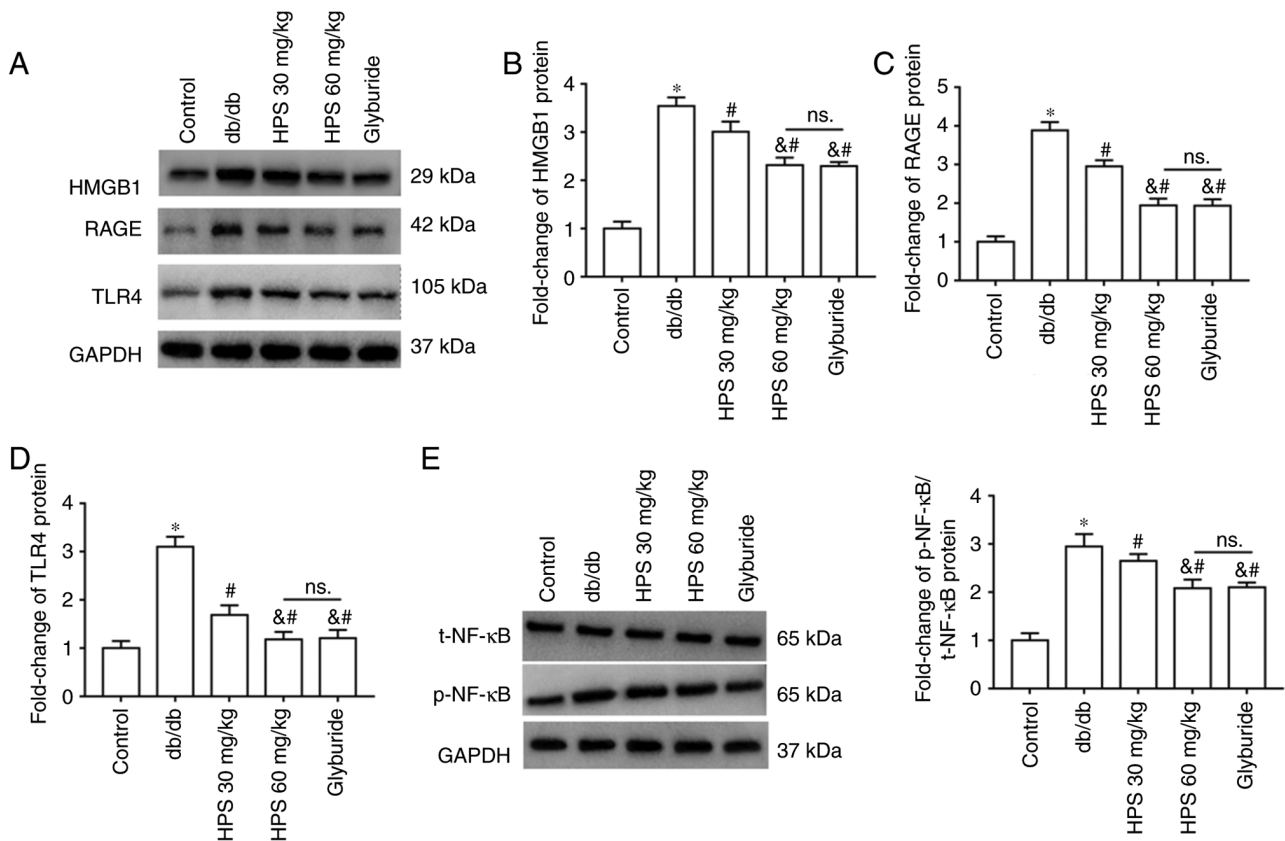 A
Control
db/db
HPS 30 mg/kg
HPS 60 mg/kg
Glyburide
HMGB1
29 kDa
RAGE
42 kDa
TLR4
105 kDa
GAPDH
37 kDa
B
Fold-change of HMGB1 protein
4
3
2
1
0
*
#
&#
&#
ns.
Control
db/db
HPS 30 mg/kg
HPS 60 mg/kg
Glyburide
C
Fold-change of RAGE protein
5
4
3
2
1
0
*
#
&#
&#
ns.
Control
db/db
HPS 30 mg/kg
HPS 60 mg/kg
Glyburide
D
Fold-change of TLR4 protein
4
3
2
1
0
*
#
&#
&#
ns.
Control
db/db
HPS 30 mg/kg
HPS 60 mg/kg
Glyburide
E
Control
db/db
HPS 30 mg/kg
HPS 60 mg/kg
Glyburide
t-NF-κB
65 kDa
p-NF-κB
65 kDa
GAPDH
37 kDa
Fold-change of p-NF-κB/
t-NF-κB protein
4
3
2
1
0
*
#
&#
&#
ns.
Control
db/db
HPS 30 mg/kg
HPS 60 mg/kg
Glyburide